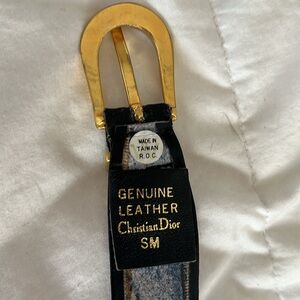 MADE IN
TAIWAN
R.O.C.
GENUINE
LEATHER
Christian Dior
SM